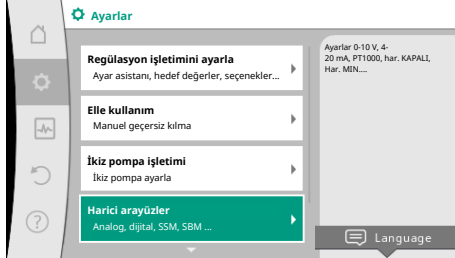 Ayarlar
Regülasyon işletimini ayarla
Ayar asistanı, hedef değerler, seçenekler...
Elle kullanım
Manuel geçersiz kılma
İkiz pompa işletimi
İkiz pompa ayarla
Harici arayüzler
Analog, dijital, SSM, SBM ...
Ayarlar 0-10 V, 4-
20 mA, PT1000, har. KAPALI,
Har. MIN....
Language